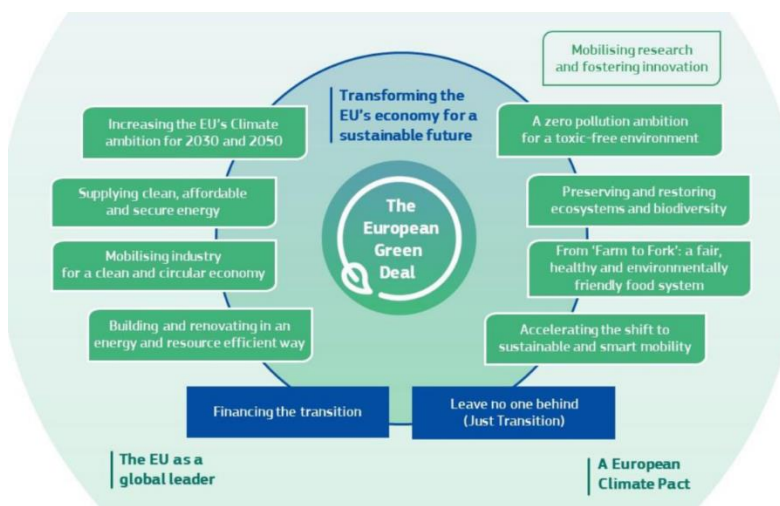 Mobilising research
and fostering innovation
Transforming the
EU's economy for a
sustainable future
Increasing the EU's Climate
ambition for 2030 and 2050
A zero pollution ambition
for a toxic-free environment
Supplying clean, affordable
and secure energy
Preserving and restoring
ecosystems and biodiversity
The
European
Green
Deal
Mobilising industry
for a clean and circular economy
From 'Farm to Fork': a fair,
healthy and environmentally
friendly food system
Building and renovating in an
energy and resource efficient way
Accelerating the shift to
sustainable and smart mobility
Financing the transition
Leave no one behind
(Just Transition)
The EU as a
global leader
A European
Climate Pact